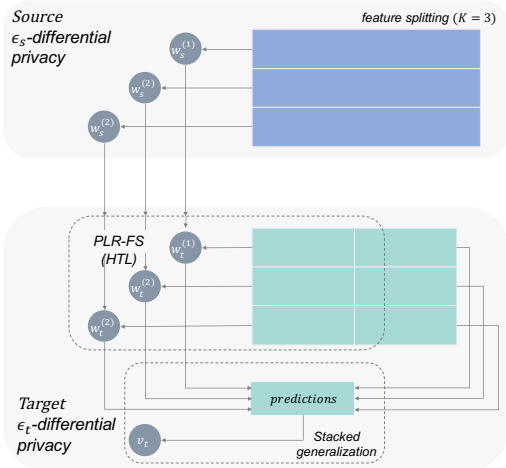 Source
ϵₛ-differential
privacy
feature splitting (K = 3)
wₛ⁽¹⁾
wₛ⁽²⁾
wₛ⁽²⁾
PLR-FS
(HTL)
wₜ⁽¹⁾
wₜ⁽²⁾
wₜ⁽²⁾
predictions
Target
ϵₜ-differential
privacy
vₜ
Stacked
generalization